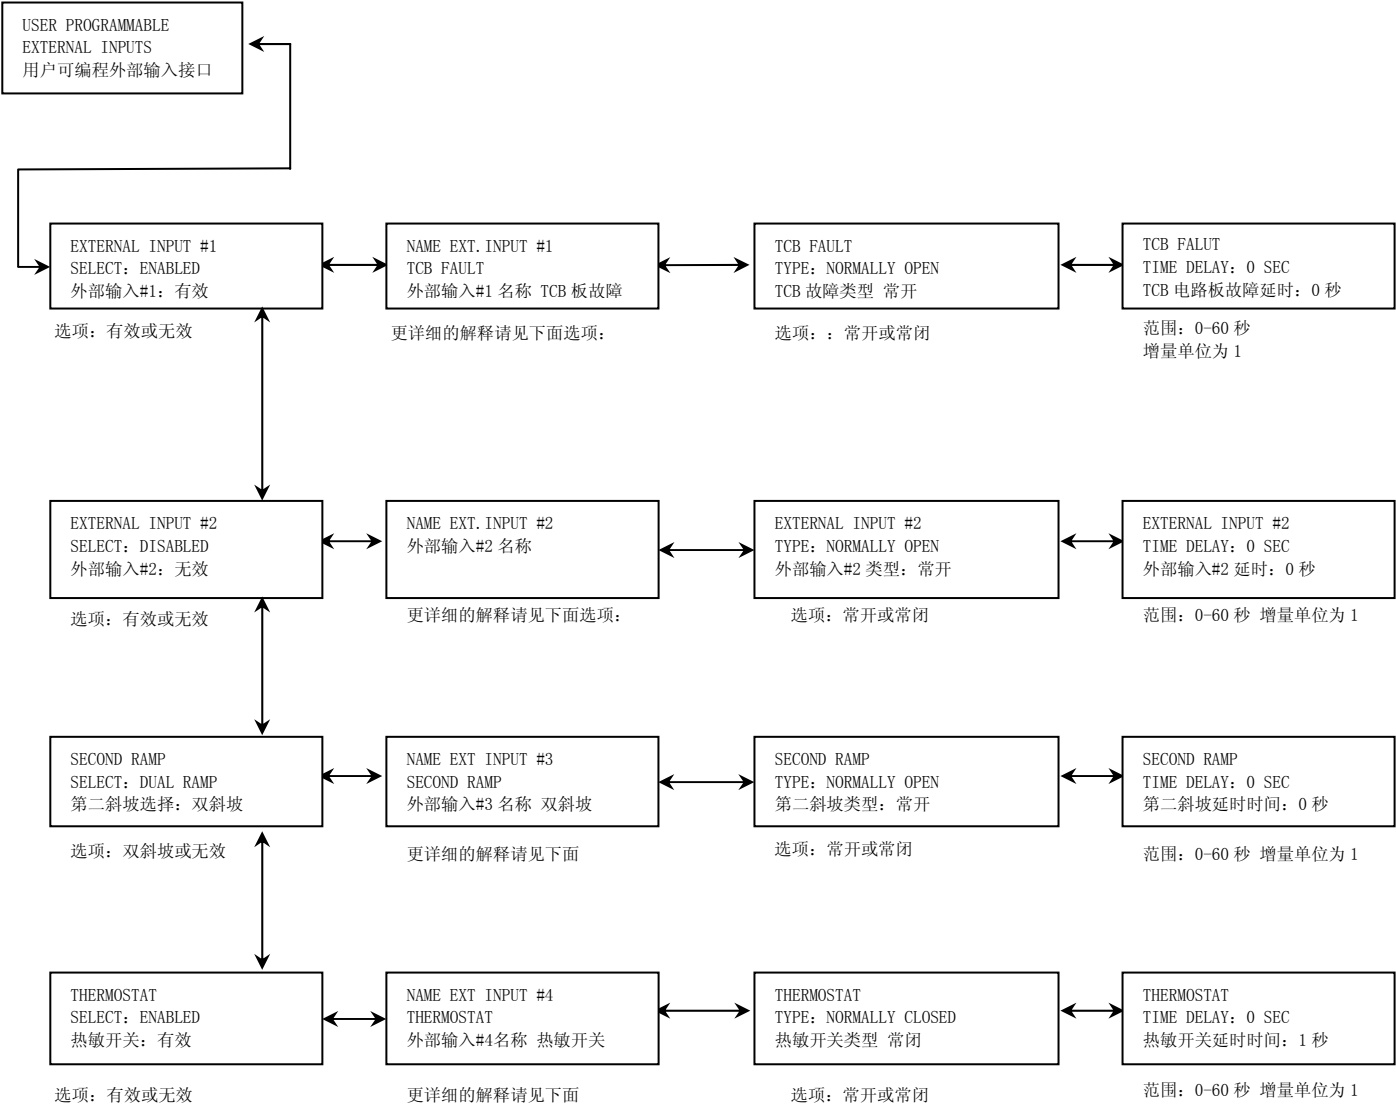 USER PROGRAMMABLE
EXTERNAL INPUTS
用户可编程外部输入接口
EXTERNAL INPUT #1
SELECT: ENABLED
外部输入#1: 有效
选项: 有效或无效
NAME EXT.INPUT #1
TCB FAULT
外部输入#1 名称 TCB 板故障
更详细的解释请见下面选项:
TCB FAULT
TYPE: NORMALLY OPEN
TCB 故障类型 常开
选项: : 常开或常闭
TCB FALUT
TIME DELAY: 0 SEC
TCB 电路板故障延时: 0 秒
范围: 0-60 秒
增量单位为 1
EXTERNAL INPUT #2
SELECT: DISABLED
外部输入#2: 无效
选项: 有效或无效
NAME EXT.INPUT #2
外部输入#2 名称
更详细的解释请见下面选项:
EXTERNAL INPUT #2
TYPE: NORMALLY OPEN
外部输入#2 类型: 常开
选项: 常开或常闭
EXTERNAL INPUT #2
TIME DELAY: 0 SEC
外部输入#2 延时: 0 秒
范围: 0-60 秒 增量单位为 1
SECOND RAMP
SELECT: DUAL RAMP
第二斜坡选择: 双斜坡
选项: 双斜坡或无效
NAME EXT INPUT #3
SECOND RAMP
外部输入#3 名称 双斜坡
更详细的解释请见下面
SECOND RAMP
TYPE: NORMALLY OPEN
第二斜坡类型: 常开
选项: 常开或常闭
SECOND RAMP
TIME DELAY: 0 SEC
第二斜坡延时时间: 0 秒
范围: 0-60 秒 增量单位为 1
THERMOSTAT
SELECT: ENABLED
热敏开关: 有效
选项: 有效或无效
NAME EXT INPUT #4
THERMOSTAT
外部输入#4名称 热敏开关
更详细的解释请见下面
THERMOSTAT
TYPE: NORMALLY CLOSED
热敏开关类型 常闭
选项: 常开或常闭
THERMOSTAT
TIME DELAY: 0 SEC
热敏开关延时时间: 1 秒
范围: 0-60 秒 增量单位为 1